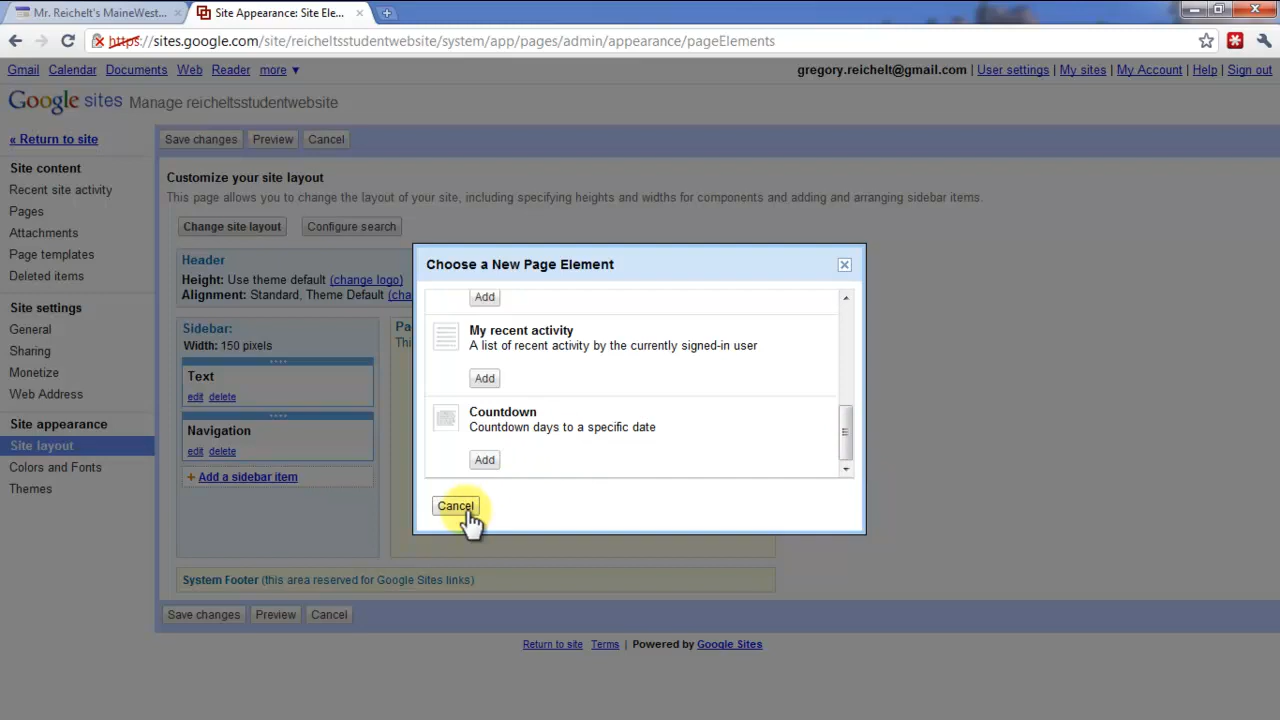 Mr. Reichelt's MaineWest...
Site Appearance: Site Ele...
https://sites.google.com/site/reicheltsstudentwebsite/system/app/pages/admin/appearance/pageElements
Gmail Calendar Documents Web Reader more ▼
gregory.reichelt@gmail.com | User settings | My sites | My Account | Help | Sign out
Google sites Manage reicheltsstudentwebsite
« Return to site
Save changes Preview Cancel
Site content
Recent site activity
Pages
Attachments
Page templates
Deleted items
Site settings
General
Sharing
Monetize
Web Address
Site appearance
Site layout
Colors and Fonts
Themes
Customize your site layout
This page allows you to change the layout of your site, including specifying heights and widths for components and adding and arranging sidebar items.
Change site layout Configure search
Header
Height: Use theme default (change logo)
Alignment: Standard, Theme Default (cha
Sidebar:
Width: 150 pixels
Text
edit delete
Navigation
edit delete
+ Add a sidebar item
Pa
Thi
Choose a New Page Element
Add
My recent activity
A list of recent activity by the currently signed-in user
Add
Countdown
Countdown days to a specific date
Add
Cancel
System Footer (this area reserved for Google Sites links)
Save changes Preview Cancel
Return to site Terms | Powered by Google Sites